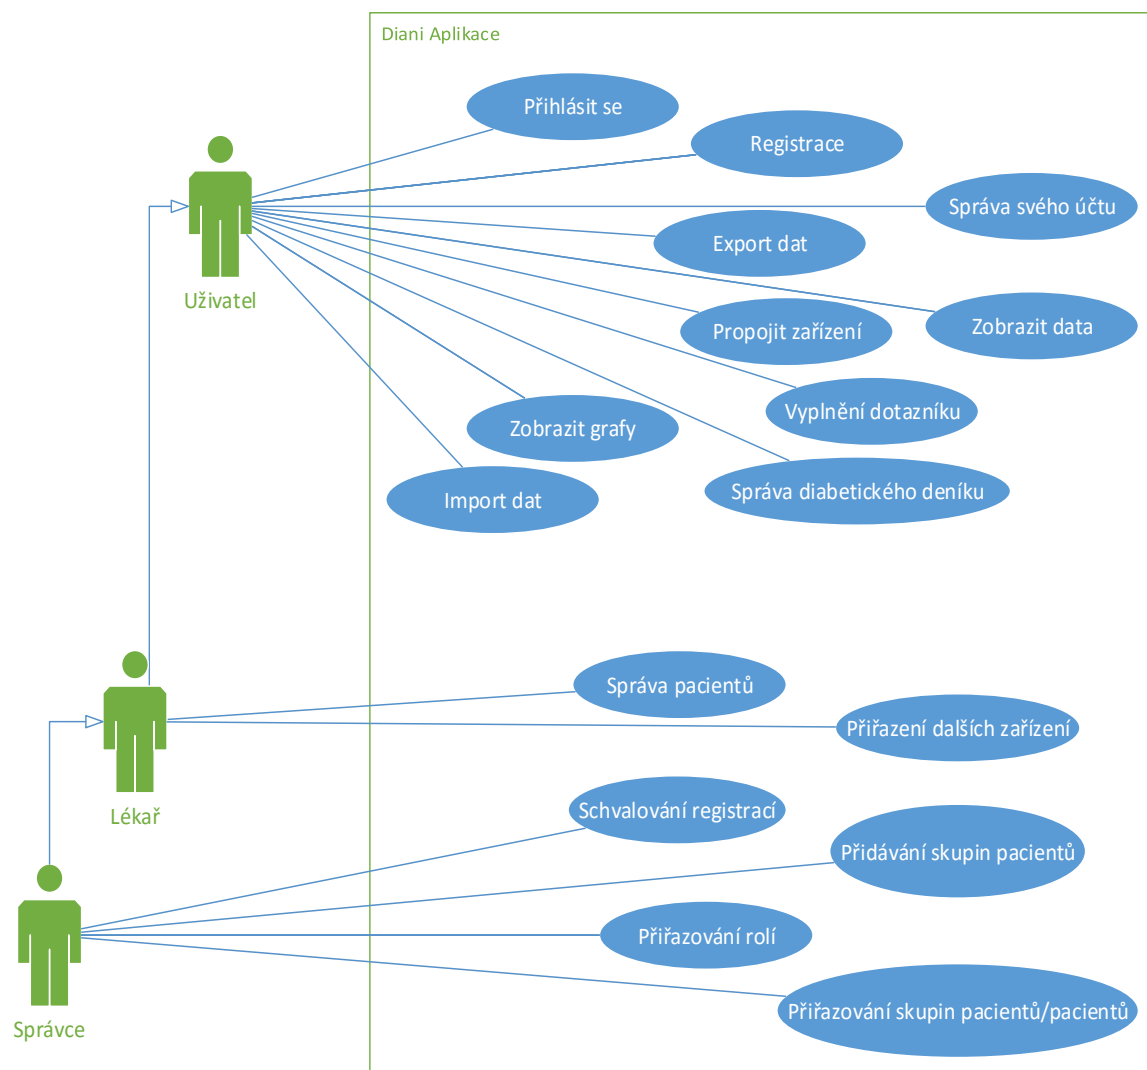 Diani Aplikace
Přihlásit se
Registrace
Správa svého účtu
Export dat
Uživatel
Propojit zařízení
Zobrazit data
Vyplnění dotazníku
Zobrazit grafy
Správa diabetického deníku
Import dat
Správa pacientů
Přiřazení dalších zařízení
Lékař
Schvalování registrací
Přidávání skupin pacientů
Přiřazování rolí
Přiřazování skupin pacientů/pacientů
Správce